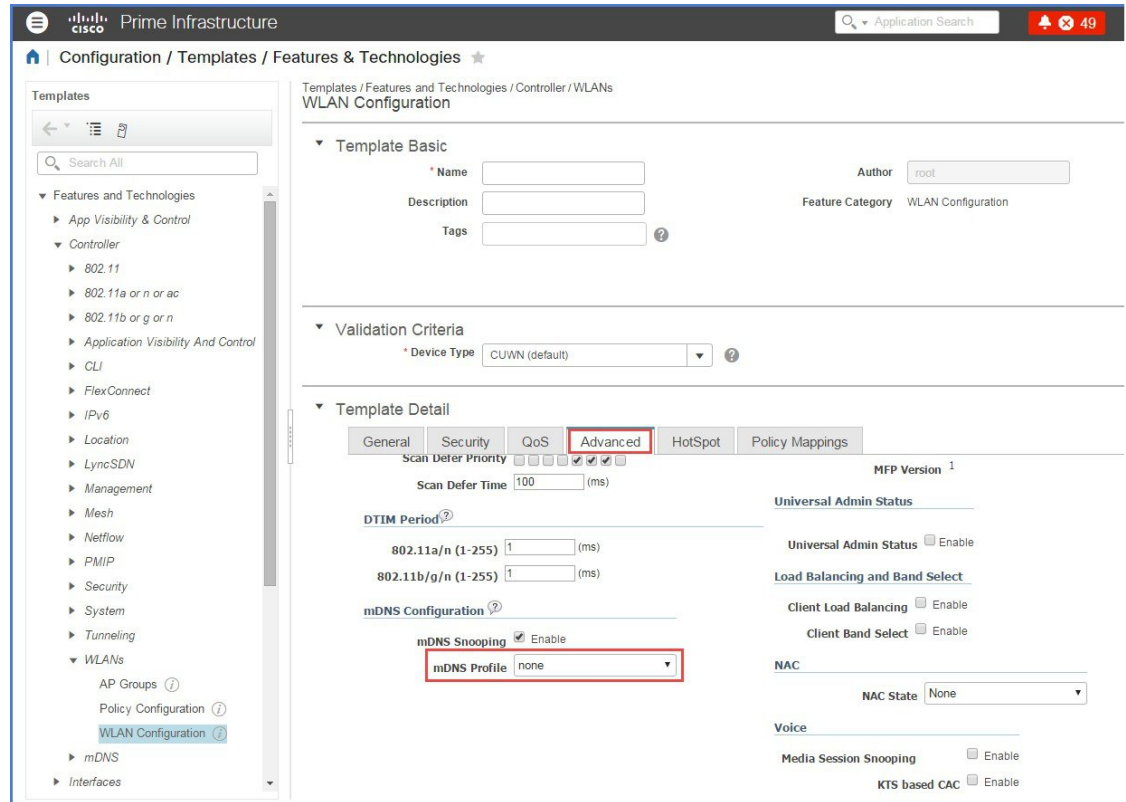 cisco Prime Infrastructure
Application Search
49
Configuration / Templates / Features & Technologies
Templates
Search All
Features and Technologies
App Visibility & Control
Controller
802.11
802.11a or n or ac
802.11b or g or n
Application Visibility And Control
CLI
FlexConnect
IPv6
Location
LyncSDN
Management
Mesh
Netflow
PMIP
Security
System
Tunneling
WLANs
AP Groups i
Policy Configuration i
WLAN Configuration i
mDNS
Interfaces
Templates / Features and Technologies / Controller / WLANs
WLAN Configuration
Template Basic
* Name
Author root
Description
Feature Category WLAN Configuration
Tags ?
Validation Criteria
* Device Type CUWN (default) ?
Template Detail
General Security QoS Advanced HotSpot Policy Mappings
Scan Defer Priority
Scan Defer Time 100 (ms)
DTIM Period ?
802.11a/n (1-255) 1 (ms)
802.11b/g/n (1-255) 1 (ms)
mDNS Configuration ?
mDNS Snooping Enable
mDNS Profile none
MFP Version 1
Universal Admin Status
Universal Admin Status Enable
Load Balancing and Band Select
Client Load Balancing Enable
Client Band Select Enable
NAC
NAC State None
Voice
Media Session Snooping Enable
KTS based CAC Enable